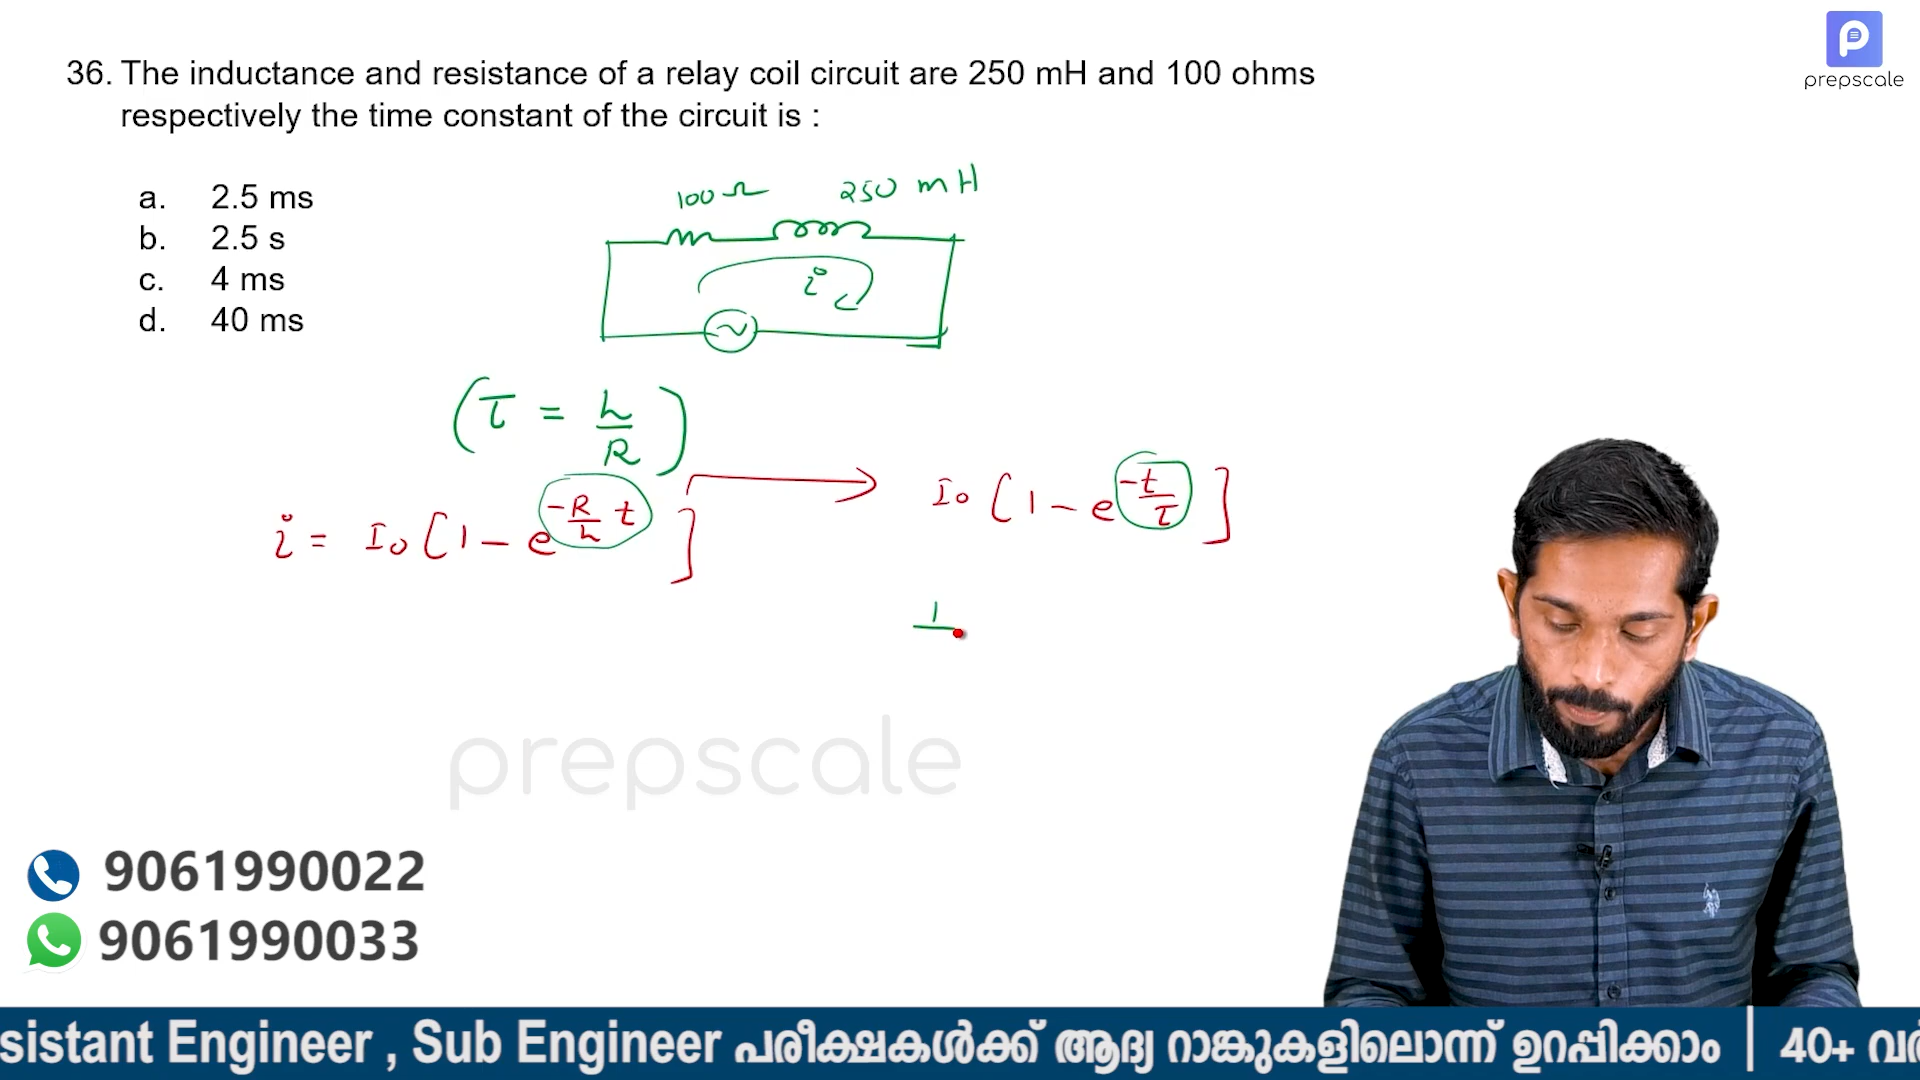 36. The inductance and resistance of a relay coil circuit are 250 mH and 100 ohms
respectively the time constant of the circuit is :
prepscale
a. 2.5 ms
b. 2.5 s
c. 4 ms
d. 40 ms
100 Ω 250 mH
i
(τ = L/R)
i = I₀ [1 - e^(-R/L t)] → I₀ [1 - e^(-t/τ)]
1
prepscale
9061990022
9061990033
sistant Engineer , Sub Engineer പരീക്ഷകൾക്ക് ആദ്യ റാങ്കുകളിലൊന്ന് ഉറപ്പിക്കാം | 40+